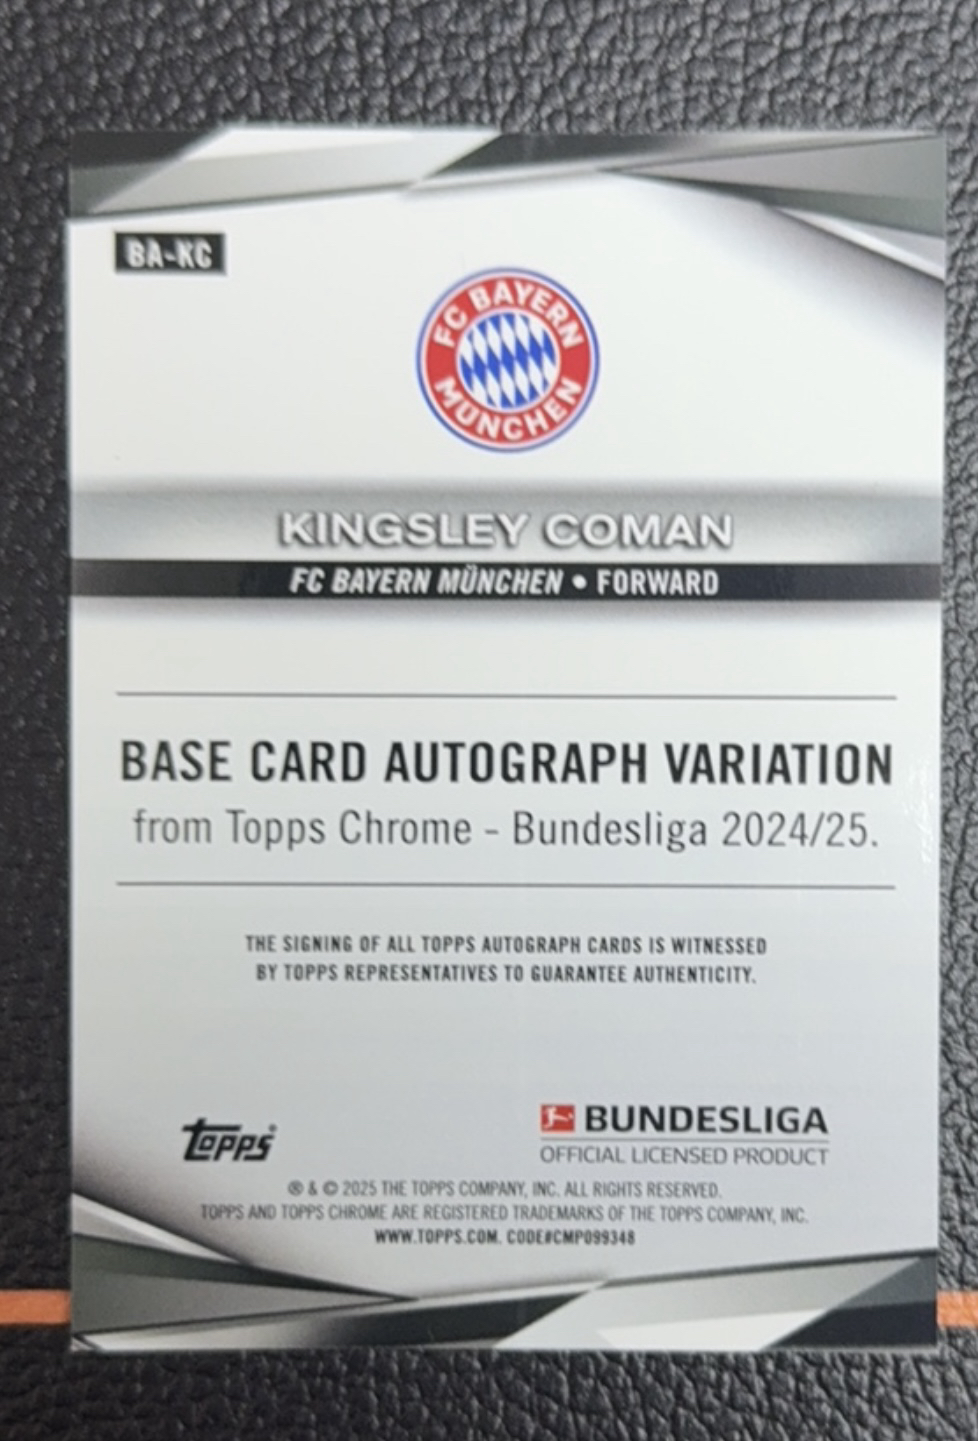 BA-KC
FC BAYERN
MÜNCHEN
KINGSLEY COMAN
FC BAYERN MÜNCHEN • FORWARD
BASE CARD AUTOGRAPH VARIATION
from Topps Chrome - Bundesliga 2024/25.
THE SIGNING OF ALL TOPPS AUTOGRAPH CARDS IS WITNESSED
BY TOPPS REPRESENTATIVES TO GUARANTEE AUTHENTICITY.
Topps®
BUNDESLIGA
OFFICIAL LICENSED PRODUCT
® & © 2025 THE TOPPS COMPANY, INC. ALL RIGHTS RESERVED.
TOPPS AND TOPPS CHROME ARE REGISTERED TRADEMARKS OF THE TOPPS COMPANY, INC.
WWW.TOPPS.COM. CODE#CMP099348